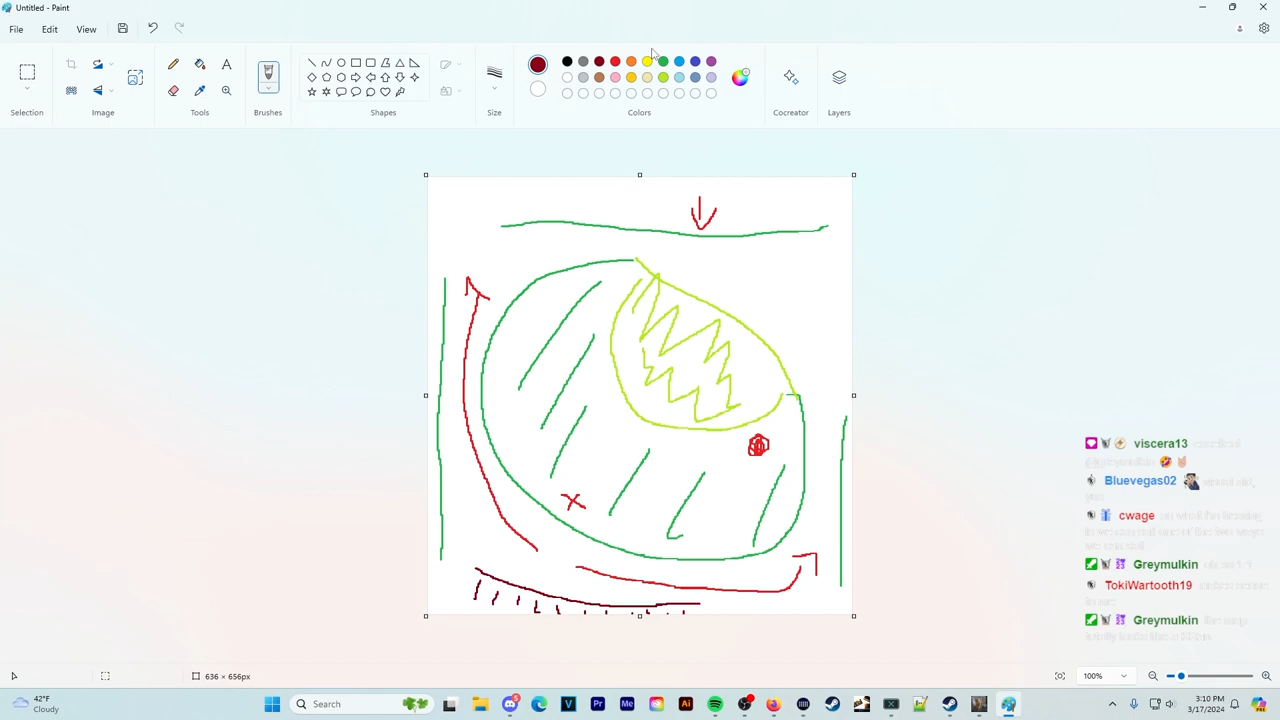 Untitled - Paint
File Edit View
Selection Image Tools Brushes Shapes Size Colors Cocreator Layers
viscera13
Bluevegas02
you
cwage
Greymulkin
TokiWartooth19
Greymulkin
636 × 656px
100%
42°F
Cloudy
Search
3:10 PM
3/17/2024